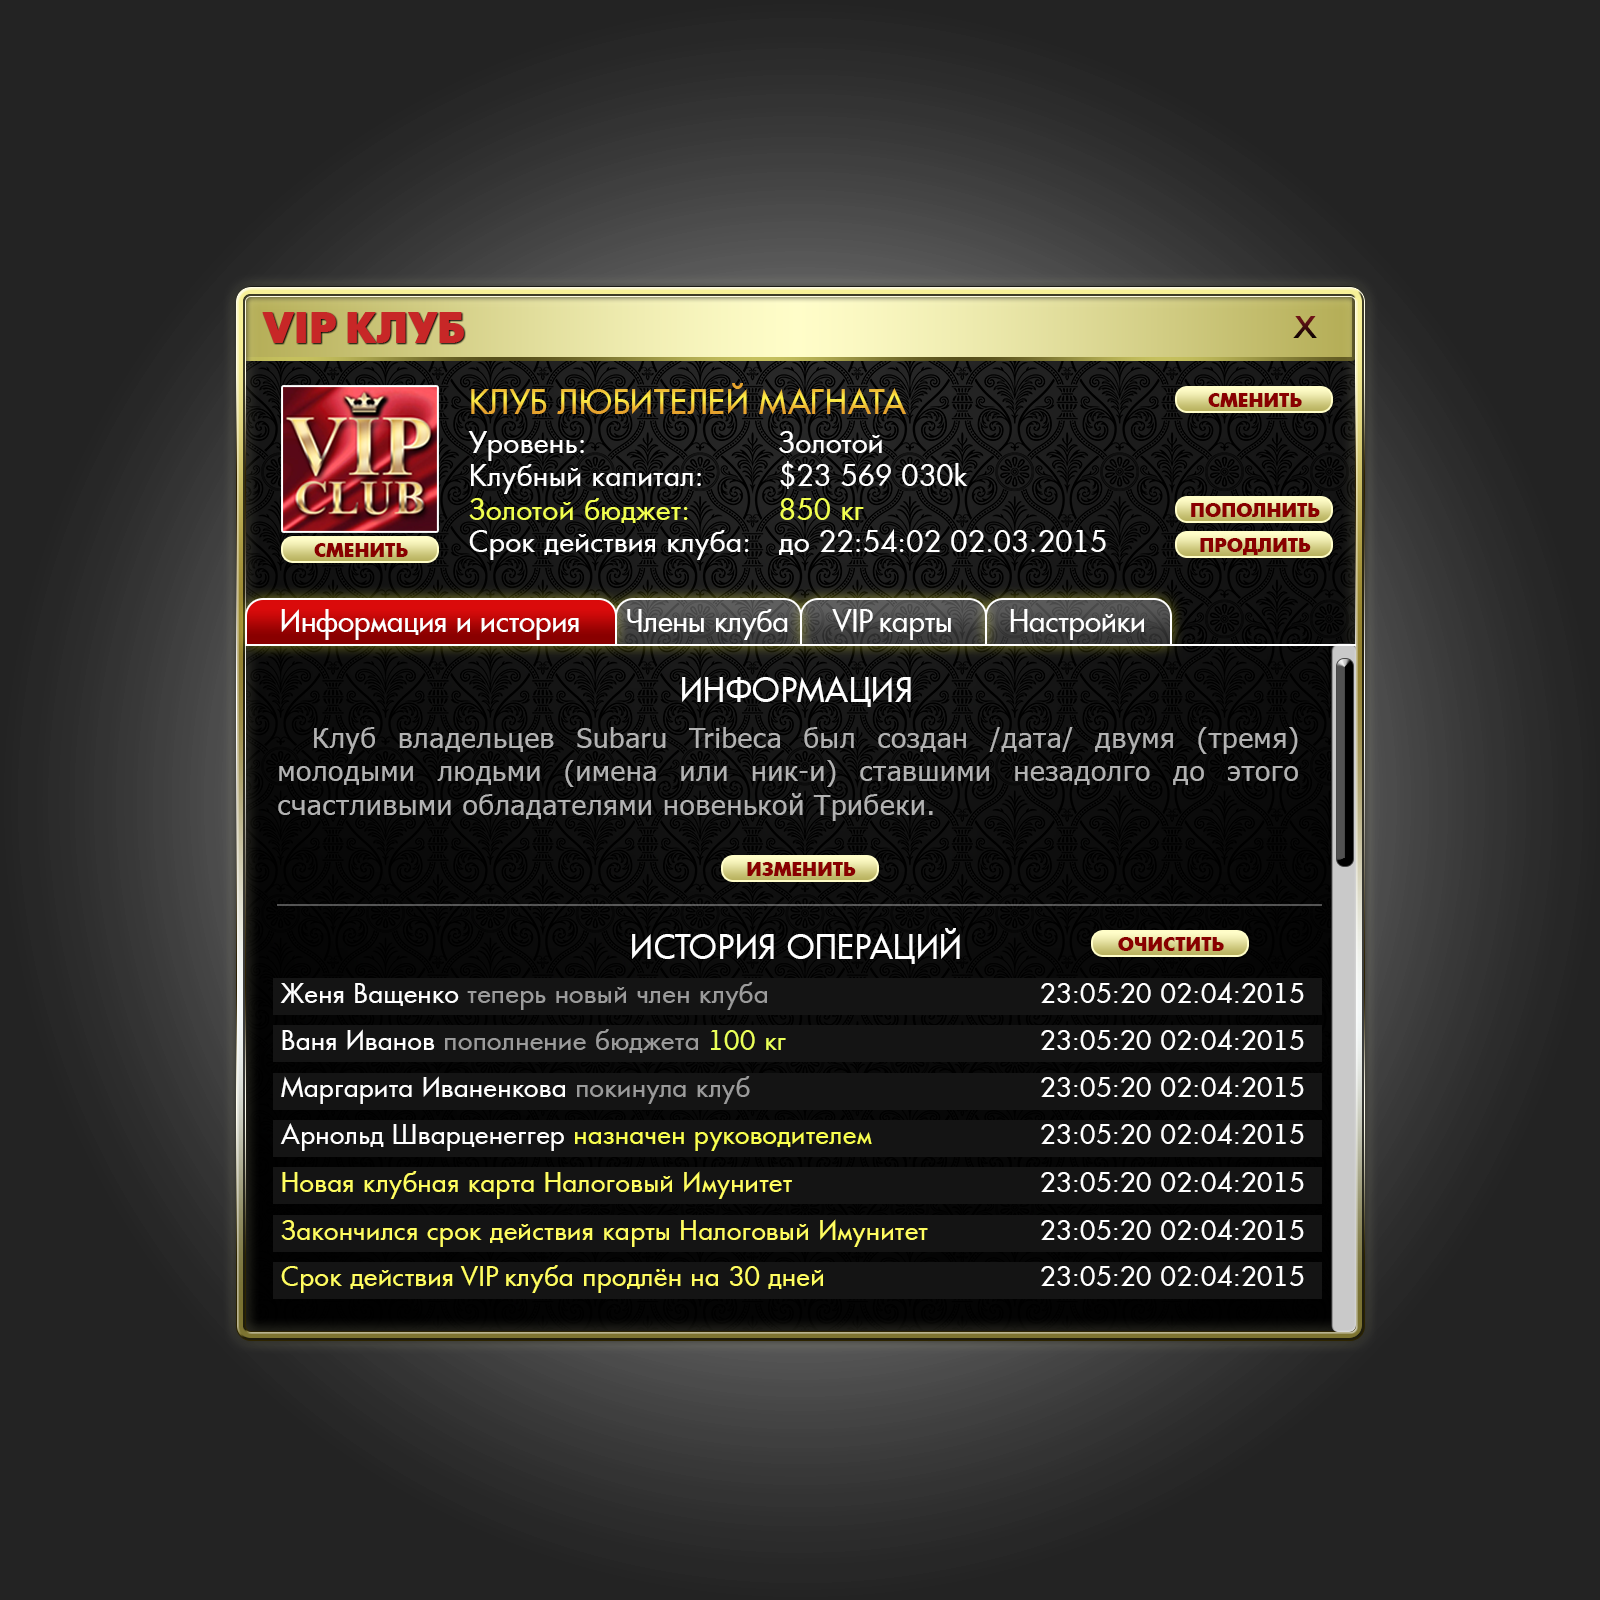 VIP КЛУБ X
VIP
CLUB
СМЕНИТЬ
КЛУБ ЛЮБИТЕЛЕЙ МАГНАТА СМЕНИТЬ
Уровень: Золотой
Клубный капитал: $23 569 030k
Золотой бюджет: 850 кг ПОПОЛНИТЬ
Срок действия клуба: до 22:54:02 02.03.2015 ПРОДЛИТЬ
Информация и история Члены клуба VIP карты Настройки
ИНФОРМАЦИЯ
Клуб владельцев Subaru Tribeca был создан /дата/ двумя (тремя)
молодыми людьми (имена или ник-и) ставшими незадолго до этого
счастливыми обладателями новенькой Трибеки.
ИЗМЕНИТЬ
ИСТОРИЯ ОПЕРАЦИЙ ОЧИСТИТЬ
Женя Ващенко теперь новый член клуба 23:05:20 02:04:2015
Ваня Иванов пополнение бюджета 100 кг 23:05:20 02:04:2015
Маргарита Иваненкова покинула клуб 23:05:20 02:04:2015
Арнольд Шварценеггер назначен руководителем 23:05:20 02:04:2015
Новая клубная карта Налоговый Имунитет 23:05:20 02:04:2015
Закончился срок действия карты Налоговый Имунитет 23:05:20 02:04:2015
Срок действия VIP клуба продлён на 30 дней 23:05:20 02:04:2015